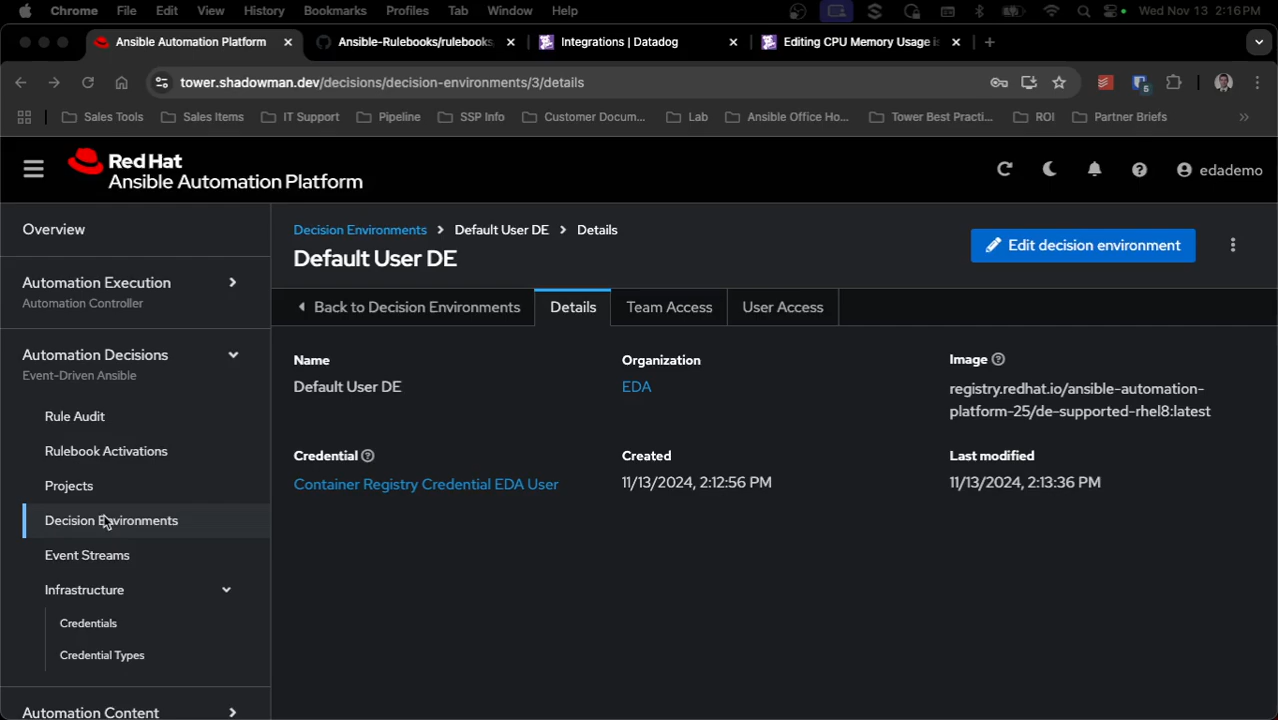 Chrome File Edit View History Bookmarks Profiles Tab Window Help Wed Nov 13 2:16 PM
Ansible Automation Platform Ansible-Rulebooks/rulebooks, Integrations | Datadog Editing CPU Memory Usage i
tower.shadowman.dev/decisions/decision-environments/3/details 5
Sales Tools Sales Items IT Support Pipeline SSP Info Customer Docum... Lab Ansible Office Ho... Tower Best Practi... ROI Partner Briefs »
Red Hat
Ansible Automation Platform
edademo
Overview
Automation Execution
Automation Controller
Automation Decisions
Event-Driven Ansible
Rule Audit
Rulebook Activations
Projects
Decision Environments
Event Streams
Infrastructure
Credentials
Credential Types
Automation Content
Decision Environments > Default User DE > Details
Default User DE
Edit decision environment
Back to Decision Environments Details Team Access User Access
Name
Default User DE
Organization
EDA
Image
registry.redhat.io/ansible-automation-
platform-25/de-supported-rhel8:latest
Credential
Container Registry Credential EDA User
Created
11/13/2024, 2:12:56 PM
Last modified
11/13/2024, 2:13:36 PM